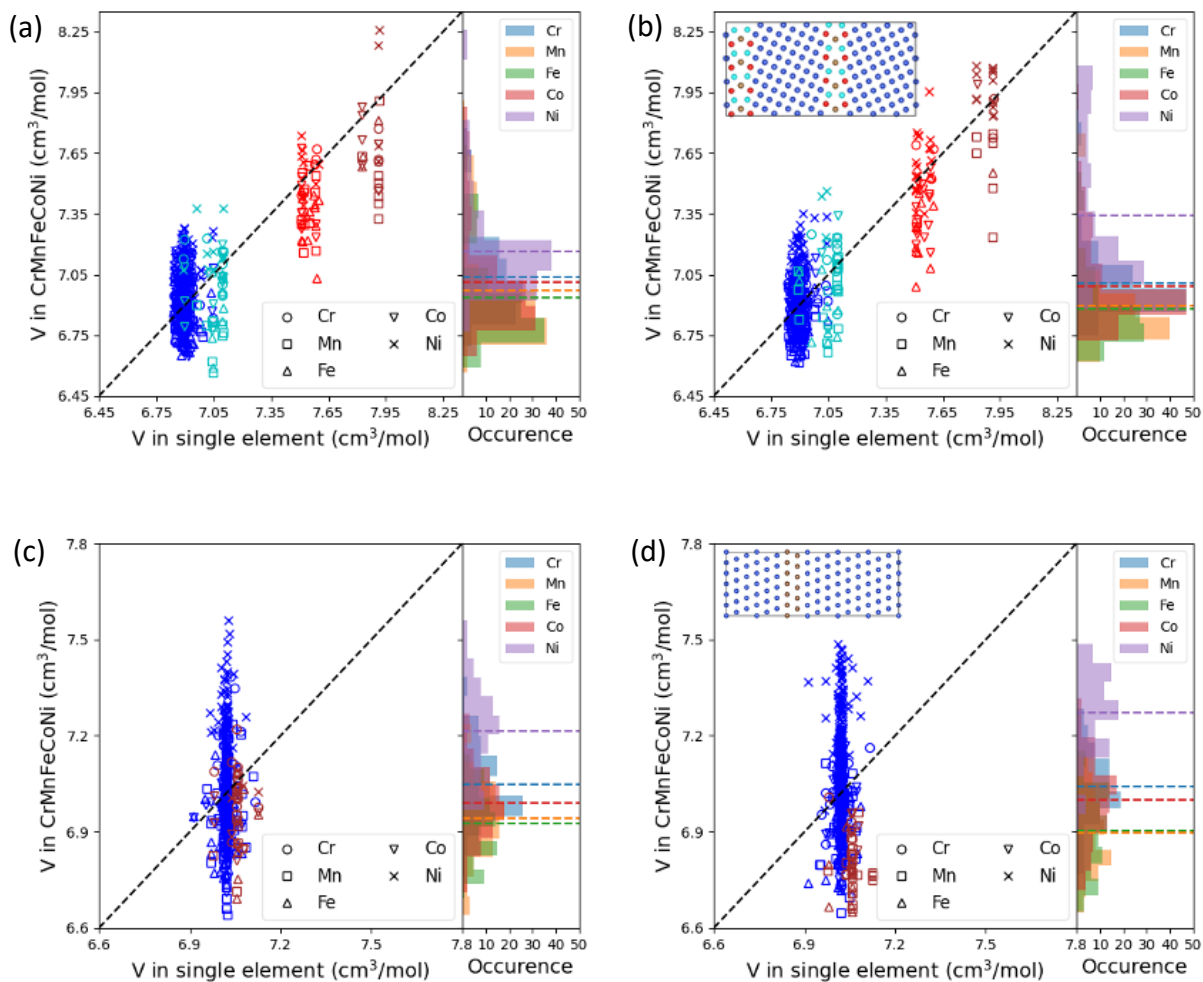 (a)
V in CrMnFeCoNi (cm³/mol)
8.25
7.95
7.65
7.35
7.05
6.75
6.45
6.45 6.75 7.05 7.35 7.65 7.95 8.25
V in single element (cm³/mol)
Cr
Mn
Fe
Co
Ni
Cr
Mn
Fe
Co
Ni
10 20 30 40 50
Occurence
(b)
V in CrMnFeCoNi (cm³/mol)
8.25
7.95
7.65
7.35
7.05
6.75
6.45
6.45 6.75 7.05 7.35 7.65 7.95 8.25
V in single element (cm³/mol)
Cr
Mn
Fe
Co
Ni
Cr
Mn
Fe
Co
Ni
10 20 30 40 50
Occurence
(c)
V in CrMnFeCoNi (cm³/mol)
7.8
7.5
7.2
6.9
6.6
6.6 6.9 7.2 7.5 7.8
V in single element (cm³/mol)
Cr
Mn
Fe
Co
Ni
Cr
Mn
Fe
Co
Ni
10 20 30 40 50
Occurence
(d)
V in CrMnFeCoNi (cm³/mol)
7.8
7.5
7.2
6.9
6.6
6.6 6.9 7.2 7.5 7.8
V in single element (cm³/mol)
Cr
Mn
Fe
Co
Ni
Cr
Mn
Fe
Co
Ni
10 20 30 40 50
Occurence